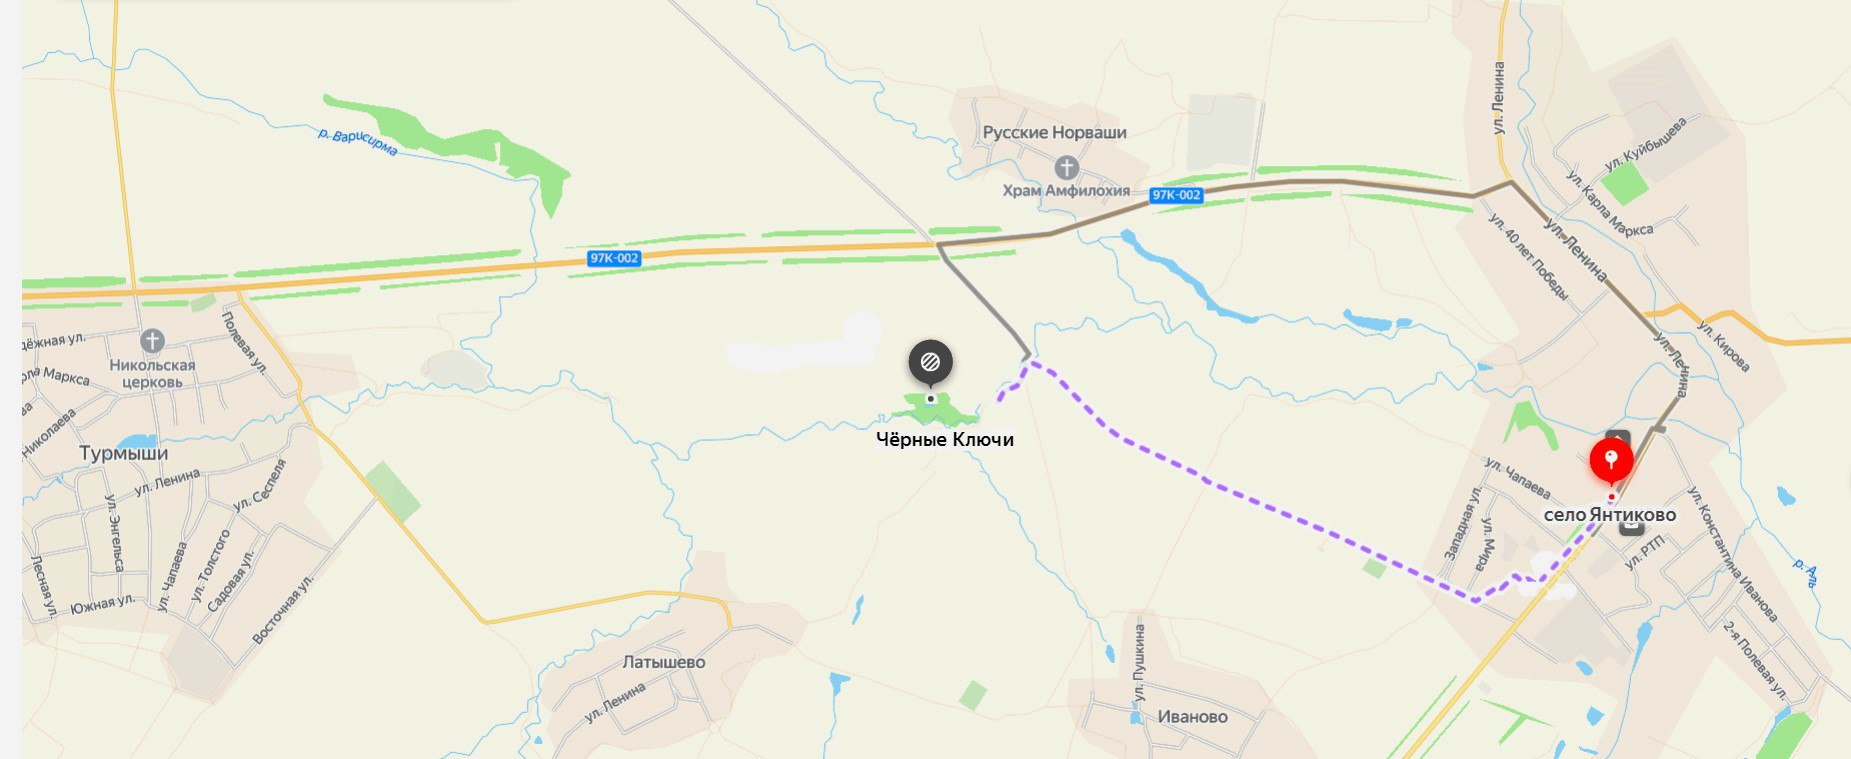 ул. Ленина
Русские Норваши
ул. Куйбышева
р. Варисирма
Храм Амфилохия
97К-002
ул. Карла Маркса
ул. 40 лет Победы
ул. Ленина
97К-002
Полевая ул.
ул. Кирова
ул. Ленина
Никольская
церковь
Чёрные Ключи
Турмыши
ул. Ленина
ул. Сеспеля
ул. Энгельса
ул. Чапаева
ул. Толстого
Садовая ул.
Лесная ул.
Южная ул.
Восточная ул.
ул. Чапаева
село Янтиково
Западная ул.
ул. Мира
ул. РТП
ул. Константина Иванова
2-я Полевая ул.
р. Аль
Латышево
ул. Ленина
ул. Пушкина
Иваново
дёжная ул.
ла Маркса
Николаева